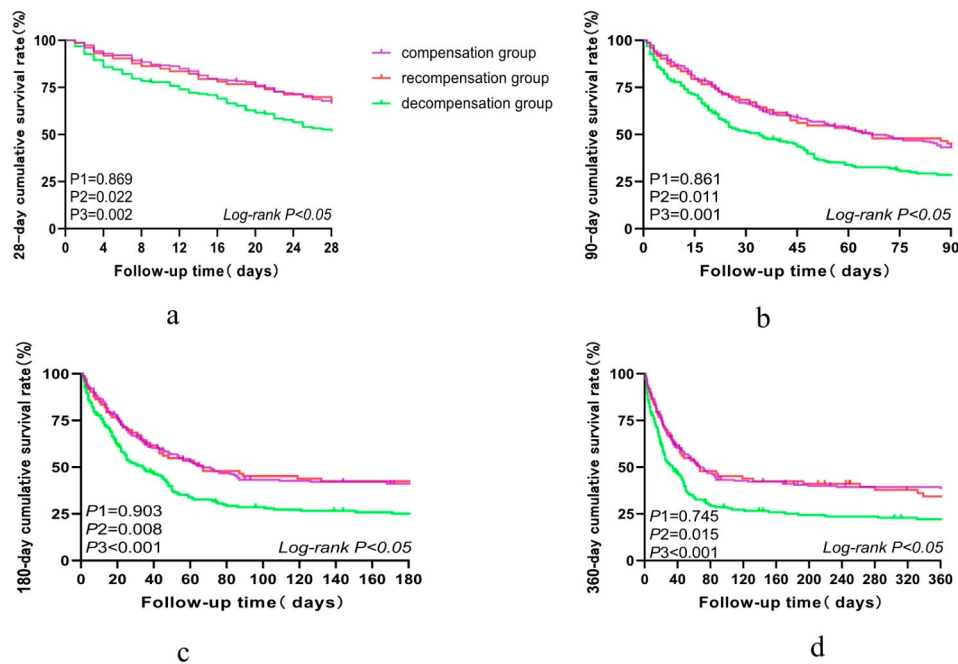 28-day cumulative survival rate(%)
100
75
50
25
0
P1=0.869
P2=0.022
P3=0.002
Log-rank P<0.05
0 4 8 12 16 20 24 28
Follow-up time( days)
a
compensation group
recompensation group
decompensation group
90-day cumulative survival rate(%)
100
75
50
25
0
P1=0.861
P2=0.011
P3=0.001
Log-rank P<0.05
0 15 30 45 60 75 90
Follow-up time( days)
b
180-day cumulative survival rate(%)
100
75
50
25
0
P1=0.903
P2=0.008
P3<0.001
Log-rank P<0.05
0 20 40 60 80 100 120 140 160 180
Follow-up time( days)
c
360-day cumulative survival rate(%)
100
75
50
25
0
P1=0.745
P2=0.015
P3<0.001
Log-rank P<0.05
0 40 80 120 160 200 240 280 320 360
Follow-up time( days)
d